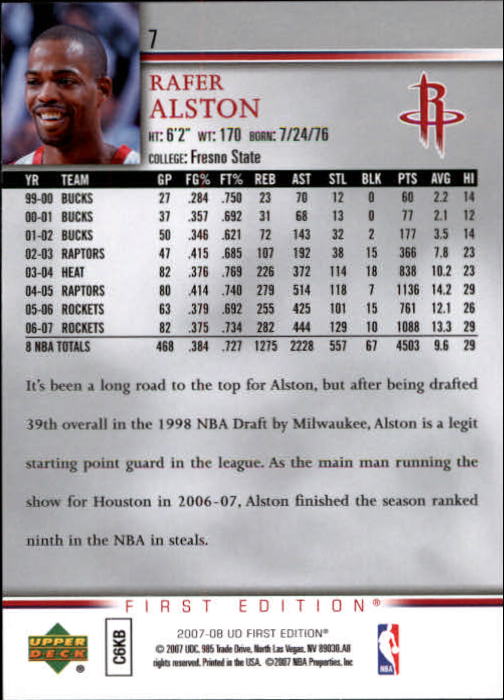 7
RAFER
ALSTON
HT: 6'2" WT: 170 BORN: 7/24/76
COLLEGE: Fresno State
YR TEAM GP FG% FT% REB AST STL BLK PTS AVG HI
99-00 BUCKS 27 .284 .750 23 70 12 0 60 2.2 14
00-01 BUCKS 37 .357 .692 31 68 13 0 77 2.1 12
01-02 BUCKS 50 .346 .621 72 143 32 2 177 3.5 14
02-03 RAPTORS 47 .415 .685 107 192 38 15 366 7.8 23
03-04 HEAT 82 .376 .769 226 372 114 18 838 10.2 23
04-05 RAPTORS 80 .414 .740 279 514 118 7 1136 14.2 29
05-06 ROCKETS 63 .379 .692 255 425 101 15 761 12.1 26
06-07 ROCKETS 82 .375 .734 282 444 129 10 1088 13.3 29
8 NBA TOTALS 468 .384 .727 1275 2228 557 67 4503 9.6 29
It's been a long road to the top for Alston, but after being drafted
39th overall in the 1998 NBA Draft by Milwaukee, Alston is a legit
starting point guard in the league. As the main man running the
show for Houston in 2006-07, Alston finished the season ranked
ninth in the NBA in steals.
FIRST EDITION®
UPPER
DECK
®
C6KB
2007-08 UD FIRST EDITION®
© 2007 UDC, 985 Trade Drive, North Las Vegas, NV 89030. All
rights reserved. Printed in the USA. ©2007 NBA Properties, Inc
NBA